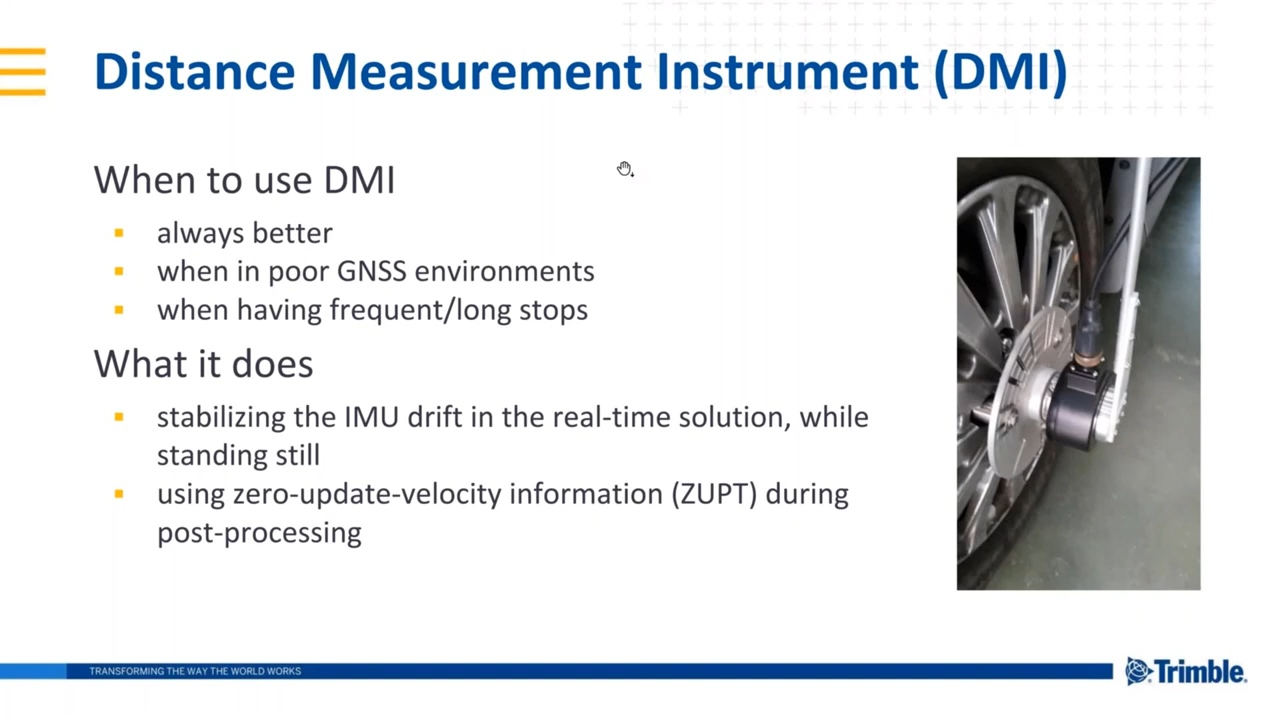 Distance Measurement Instrument (DMI)
When to use DMI
always better
when in poor GNSS environments
when having frequent/long stops
What it does
stabilizing the IMU drift in the real-time solution, while
standing still
using zero-update-velocity information (ZUPT) during
post-processing
TRANSFORMING THE WAY THE WORLD WORKS
Trimble